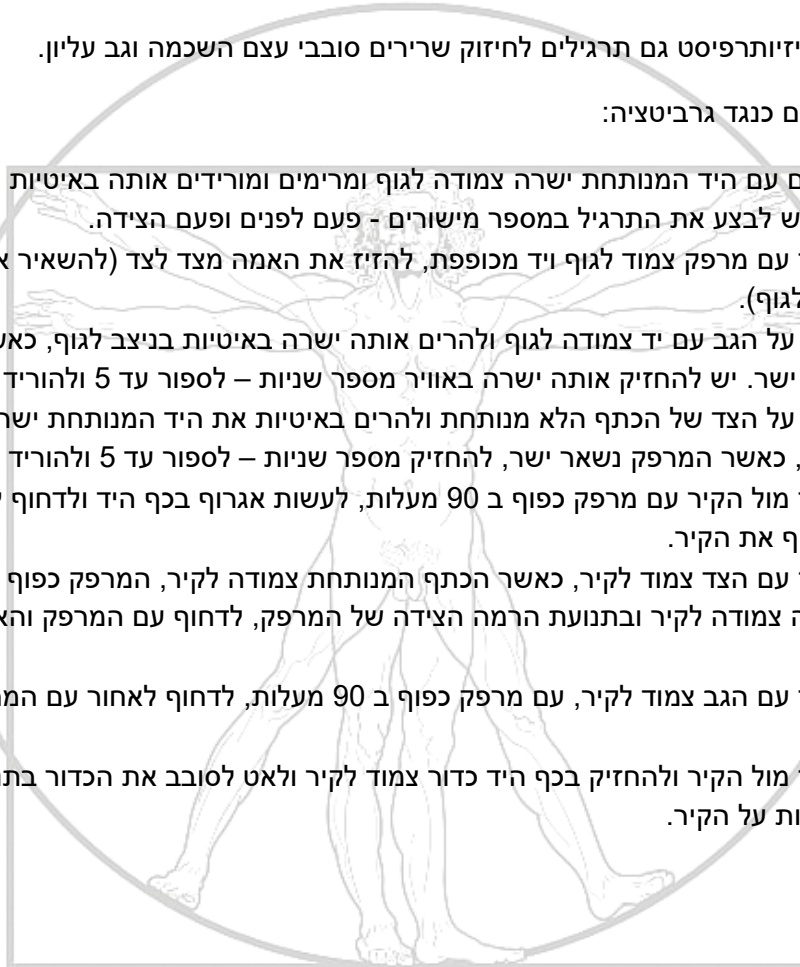 יזיותרפיסט גם תרגילים לחיזוק שרירים סובבי עצם השכמה וגב עליון.
ם כנגד גרביטציה:
ם עם היד המנותחת ישרה צמודה לגוף ומרימים ומורידים אותה באיטיות
ש לבצע את התרגיל במספר מישורים - פעם לפנים ופעם הצידה.
עם מרפק צמוד לגוף ויד מכופפת, להזיז את האמה מצד לצד (להשאיר א
לגוף).
על הגב עם יד צמודה לגוף ולהרים אותה ישרה באיטיות בניצב לגוף, כאש
ישר. יש להחזיק אותה ישרה באוויר מספר שניות – לספור עד 5 ולהוריד
על הצד של הכתף הלא מנותחת ולהרים באיטיות את היד המנותחת ישר
, כאשר המרפק נשאר ישר, להחזיק מספר שניות – לספור עד 5 ולהוריד
מול הקיר עם מרפק כפוף ב 90 מעלות, לעשות אגרוף בכף היד ולדחוף ע
ף את הקיר.
עם הצד צמוד לקיר, כאשר הכתף המנותחת צמודה לקיר, המרפק כפוף
ה צמודה לקיר ובתנועת הרמה הצידה של המרפק, לדחוף עם המרפק והא
עם הגב צמוד לקיר, עם מרפק כפוף ב 90 מעלות, לדחוף לאחור עם המר
מול הקיר ולהחזיק בכף היד כדור צמוד לקיר ולאט לסובב את הכדור בתנ
ות על הקיר.